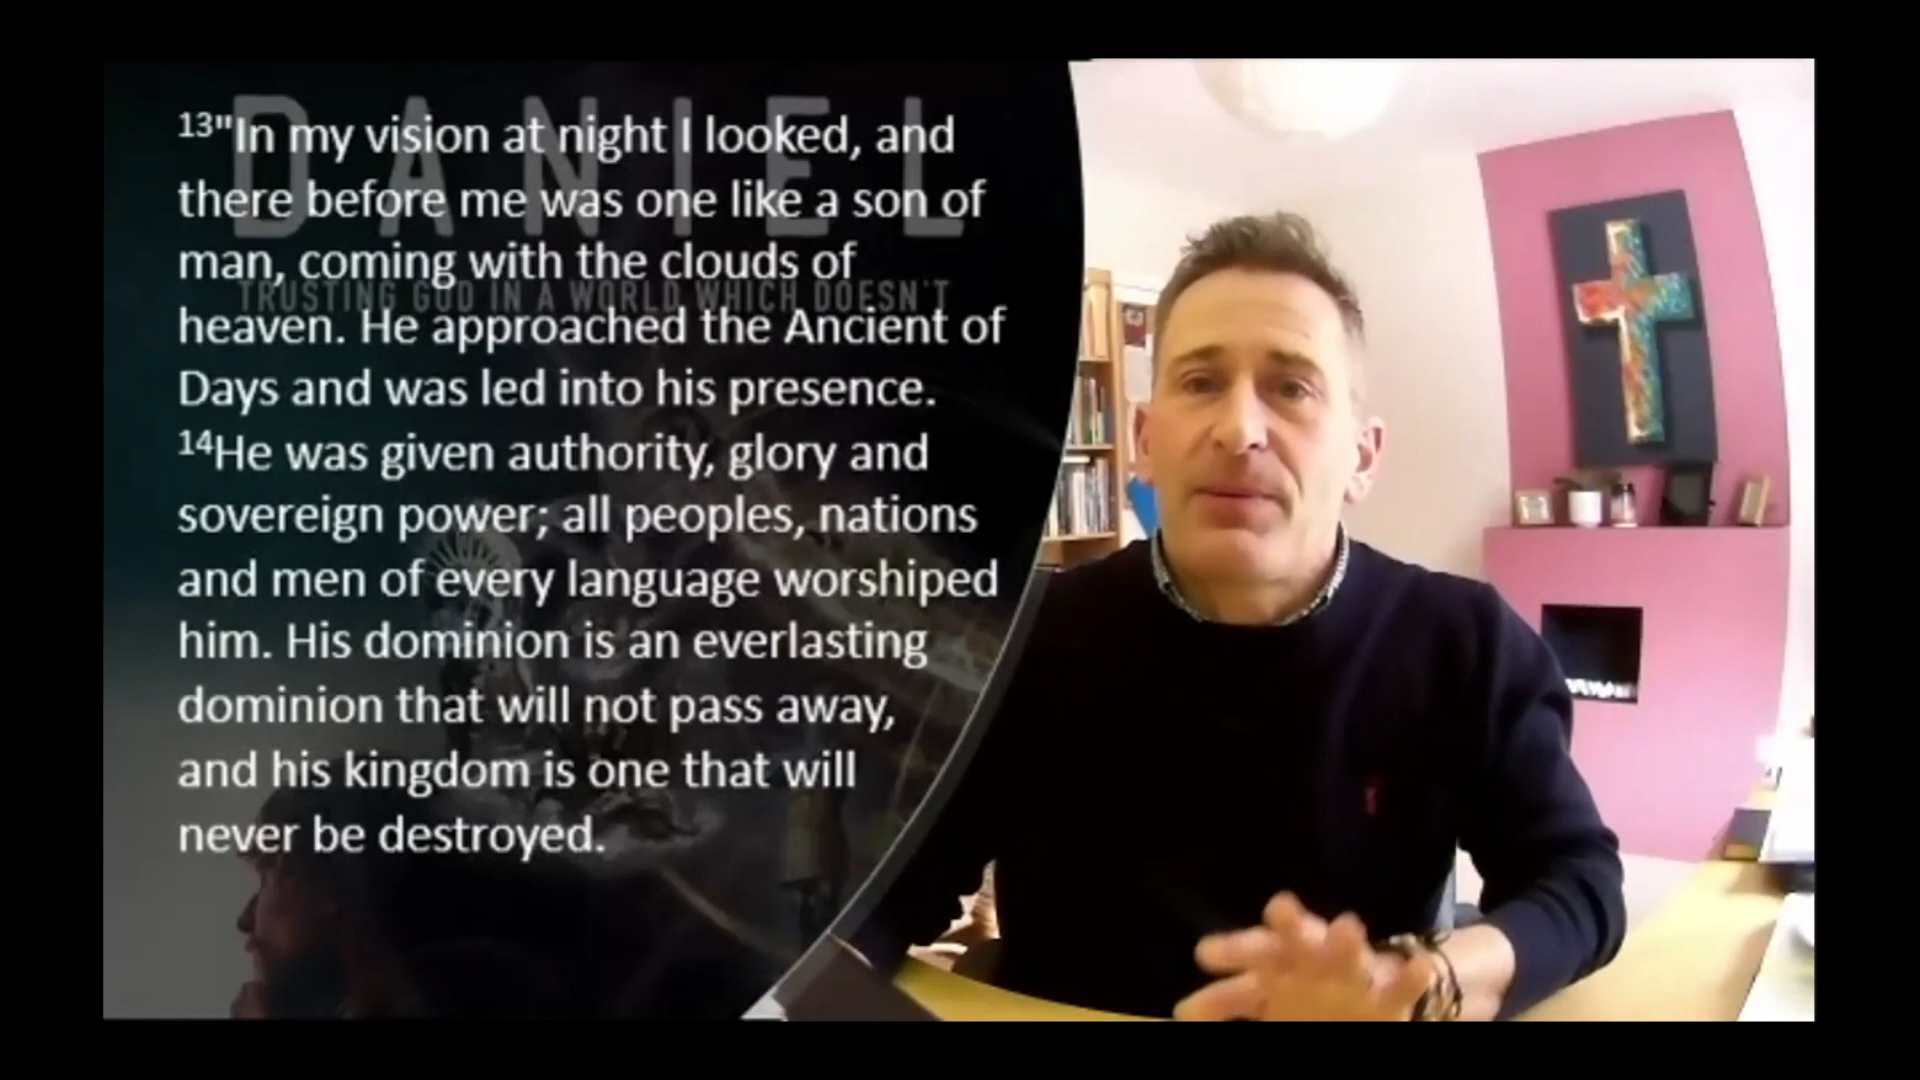 DANIEL
TRUSTING GOD IN A WORLD WHICH DOESN'T
13"In my vision at night I looked, and
there before me was one like a son of
man, coming with the clouds of
heaven. He approached the Ancient of
Days and was led into his presence.
14He was given authority, glory and
sovereign power; all peoples, nations
and men of every language worshiped
him. His dominion is an everlasting
dominion that will not pass away,
and his kingdom is one that will
never be destroyed.